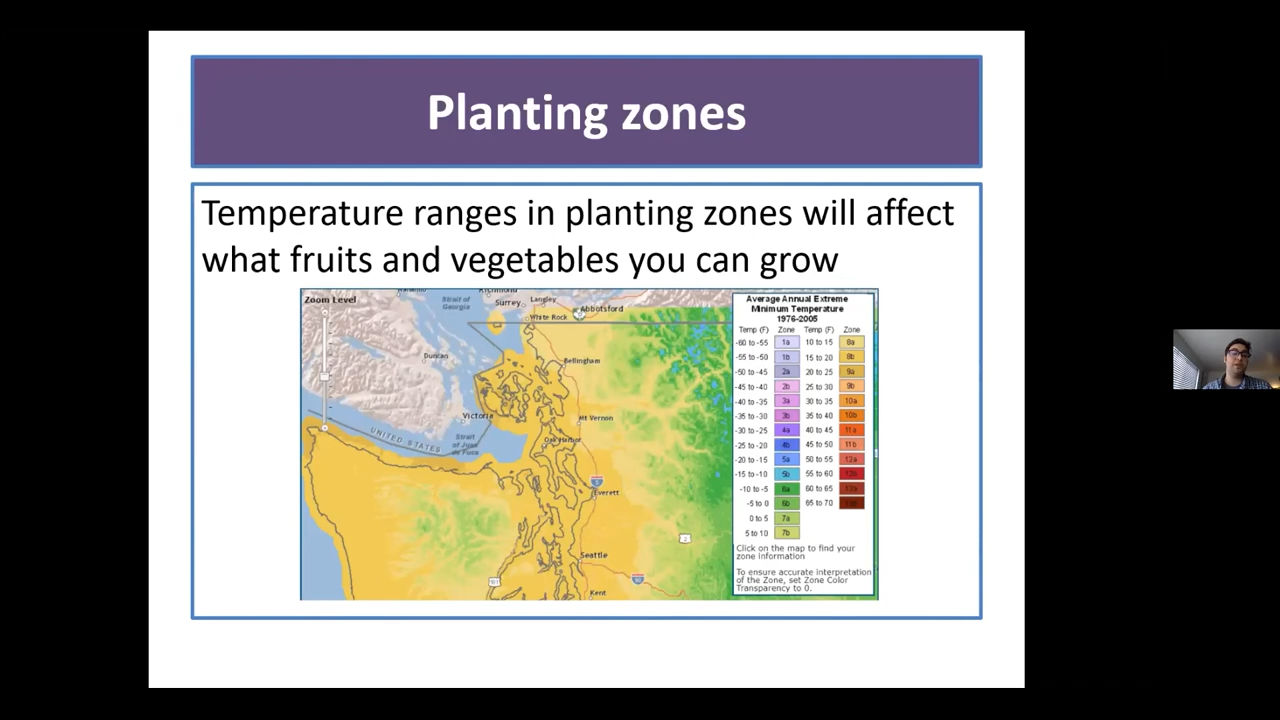 Planting zones
Temperature ranges in planting zones will affect
what fruits and vegetables you can grow
Zoom Level
Strait of
Georgia
Richmond
Surrey
Langley
Abbotsford
White Rock
Duncan
Bellingham
Victoria
Mt Vernon
UNITED STATES
Strait
of Juan
de Fuca
Oak Harbor
5
Everett
2
Seattle
101
90
Kent
Average Annual Extreme
Minimum Temperature
1976-2005
Temp (F) Zone Temp (F) Zone
-60 to -55 1a 10 to 15 8a
-55 to -50 1b 15 to 20 8b
-50 to -45 2a 20 to 25 9a
-45 to -40 2b 25 to 30 9b
-40 to -35 3a 30 to 35 10a
-35 to -30 3b 35 to 40 10b
-30 to -25 4a 40 to 45 11a
-25 to -20 4b 45 to 50 11b
-20 to -15 5a 50 to 55 12a
-15 to -10 5b 55 to 60 12b
-10 to -5 6a 60 to 65 13a
-5 to 0 6b 65 to 70
0 to 5 7a
5 to 10 7b
Click on the map to find your
zone information
To ensure accurate interpretation
of the Zone, set Zone Color
Transparency to 0.